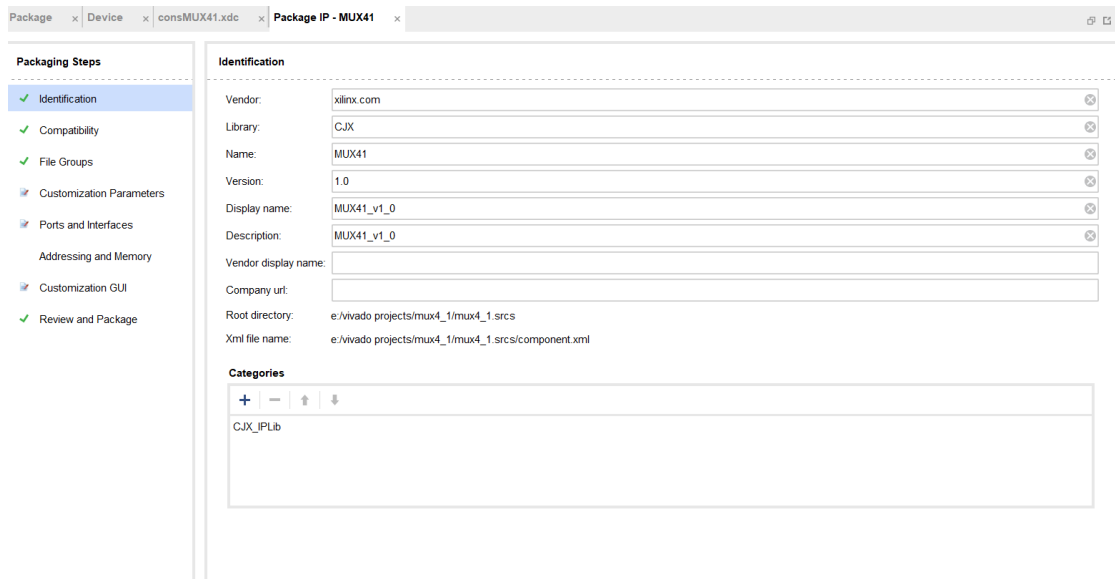 Package × Device × consMUX41.xdc × Package IP - MUX41 ×
Packaging Steps
Identification
Compatibility
File Groups
Customization Parameters
Ports and Interfaces
Addressing and Memory
Customization GUI
Review and Package
Identification
Vendor: xilinx.com
Library: CJX
Name: MUX41
Version: 1.0
Display name: MUX41_v1_0
Description: MUX41_v1_0
Vendor display name:
Company url:
Root directory: e:/vivado projects/mux4_1/mux4_1.srcs
Xml file name: e:/vivado projects/mux4_1/mux4_1.srcs/component.xml
Categories
CJX_IPLib